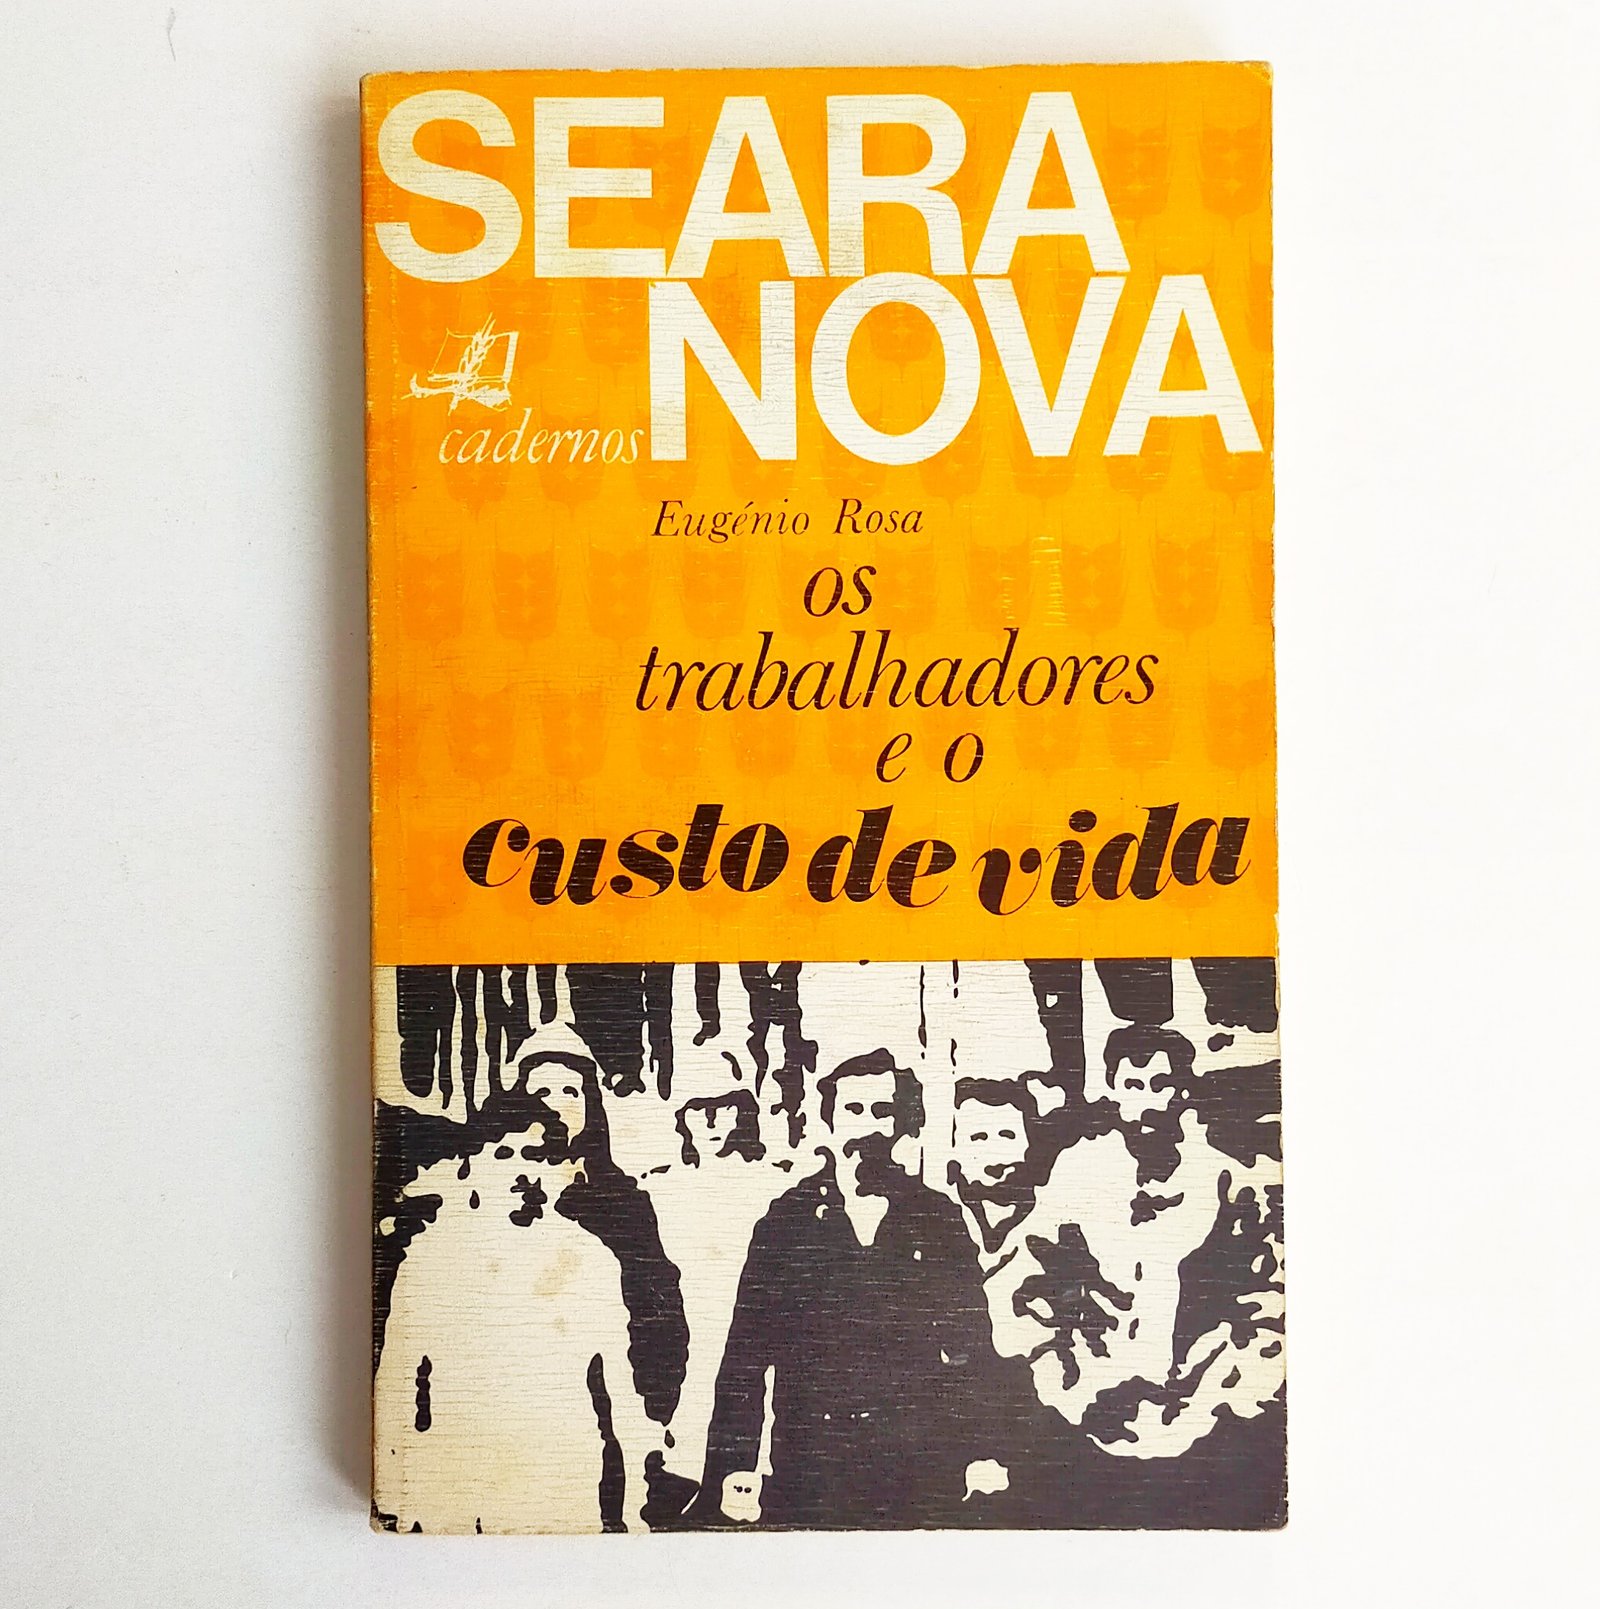 SEARA
NOVA
cadernos
Eugénio Rosa
os
trabalhadores
e o
custo de vida